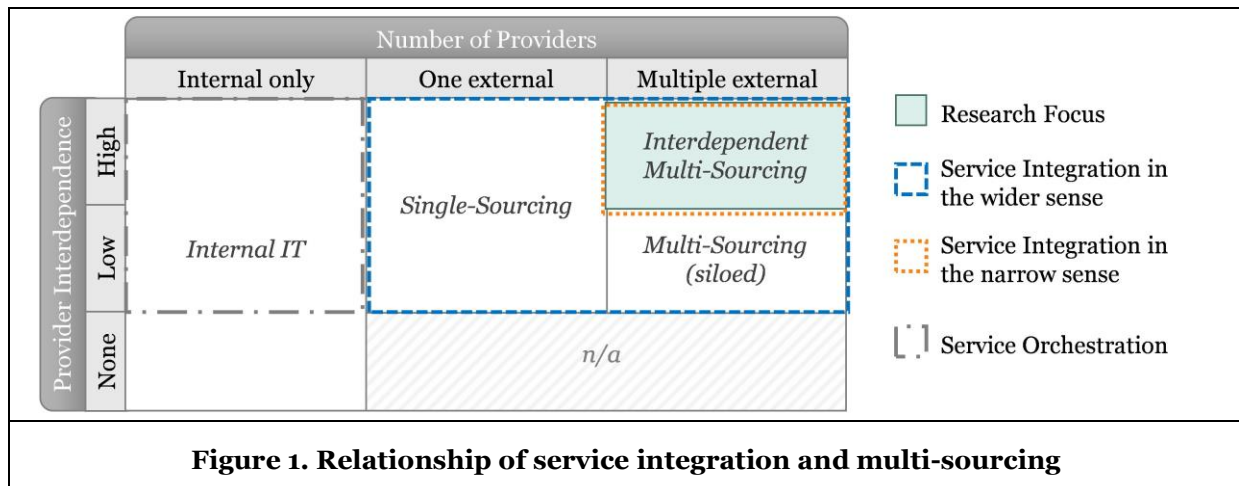 Number of Providers
Internal only
One external
Multiple external
Provider Interdependence
High
Low
None
Internal IT
Single-Sourcing
Interdependent
Multi-Sourcing
Multi-Sourcing
(siloed)
n/a
Research Focus
Service Integration in
the wider sense
Service Integration in
the narrow sense
Service Orchestration
Figure 1. Relationship of service integration and multi-sourcing